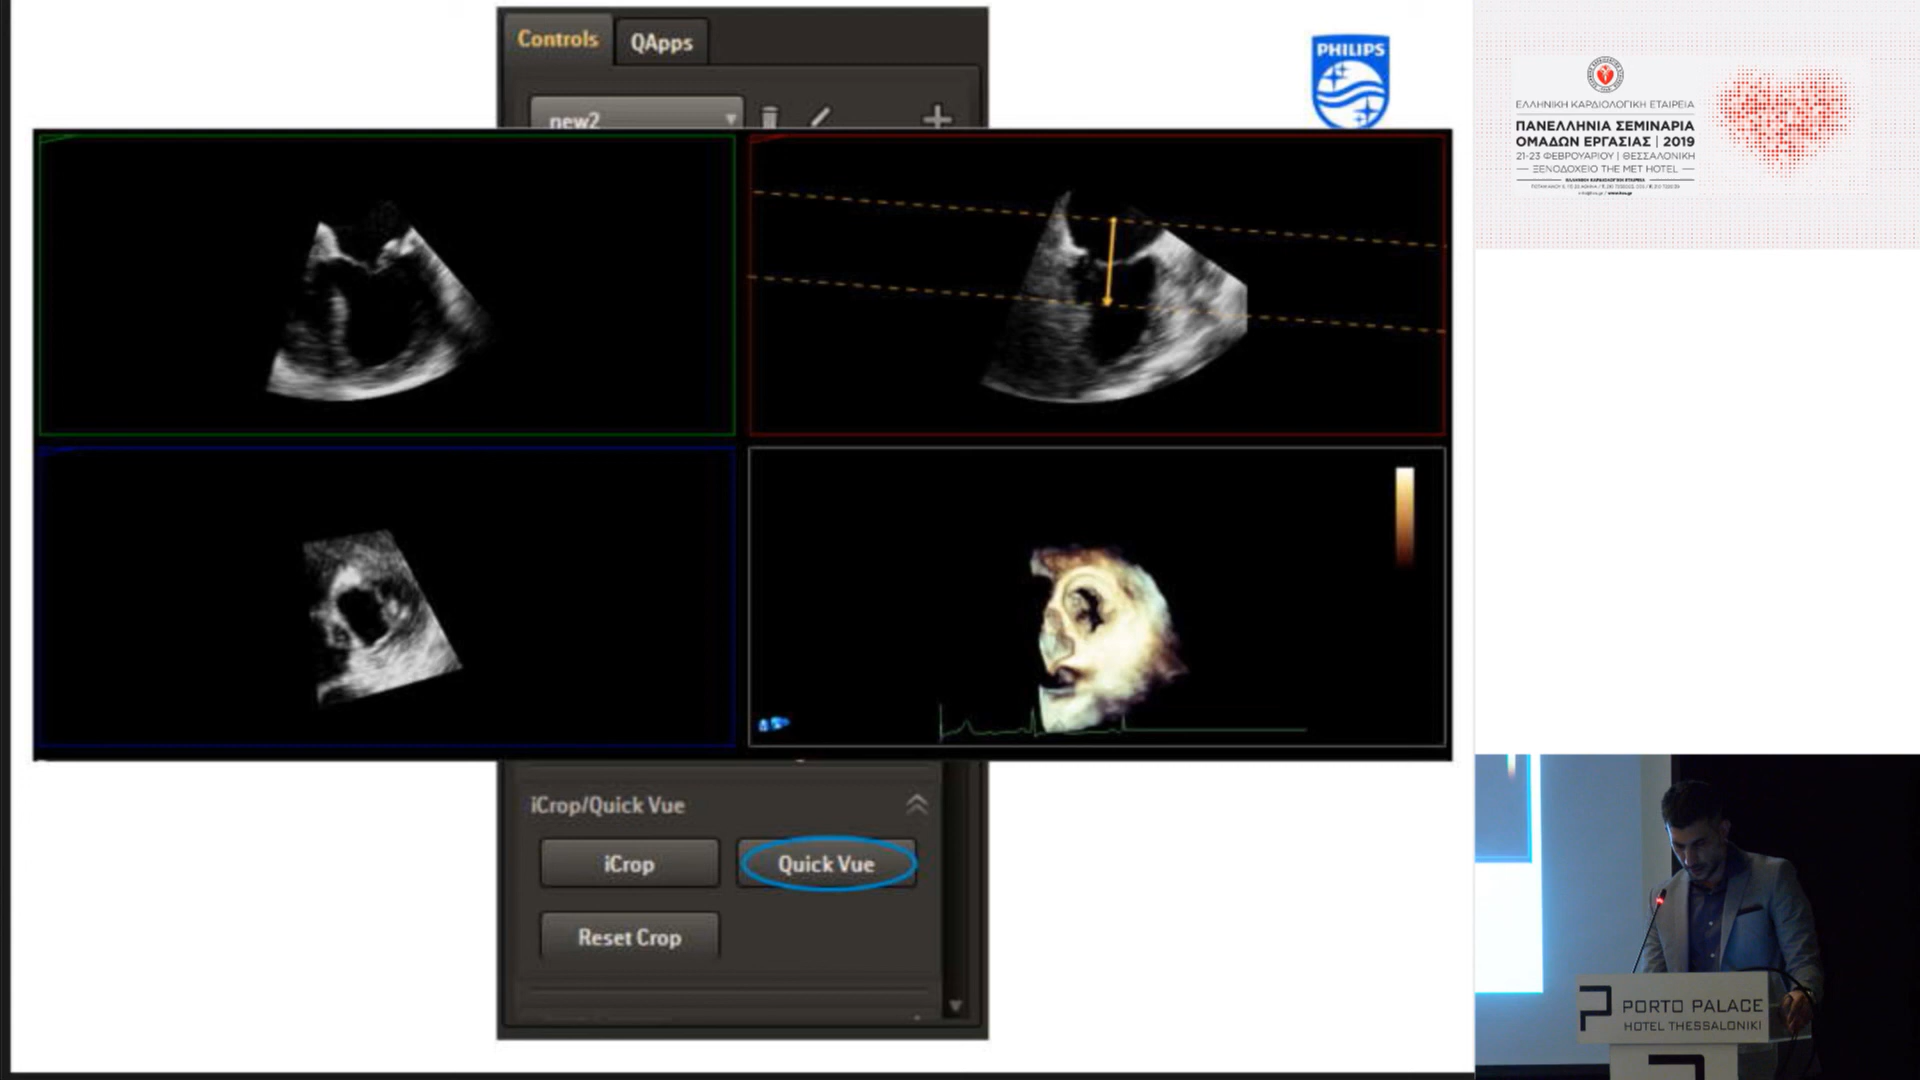 Controls
QApps
new2
PHILIPS
iCrop/Quick Vue
iCrop
Quick Vue
Reset Crop
ΕΛΛΗΝΙΚΗ ΚΑΡΔΙΟΛΟΓΙΚΗ ΕΤΑΙΡΕΙΑ
ΠΑΝΕΛΛΗΝΙΑ ΣΕΜΙΝΑΡΙΑ
ΟΜΑΔΩΝ ΕΡΓΑΣΙΑΣ | 2019
21-23 ΦΕΒΡΟΥΑΡΙΟΥ | ΘΕΣΣΑΛΟΝΙΚΗ
ΞΕΝΟΔΟΧΕΙΟ THE MET HOTEL
PORTO PALACE
HOTEL THESSALONIKI